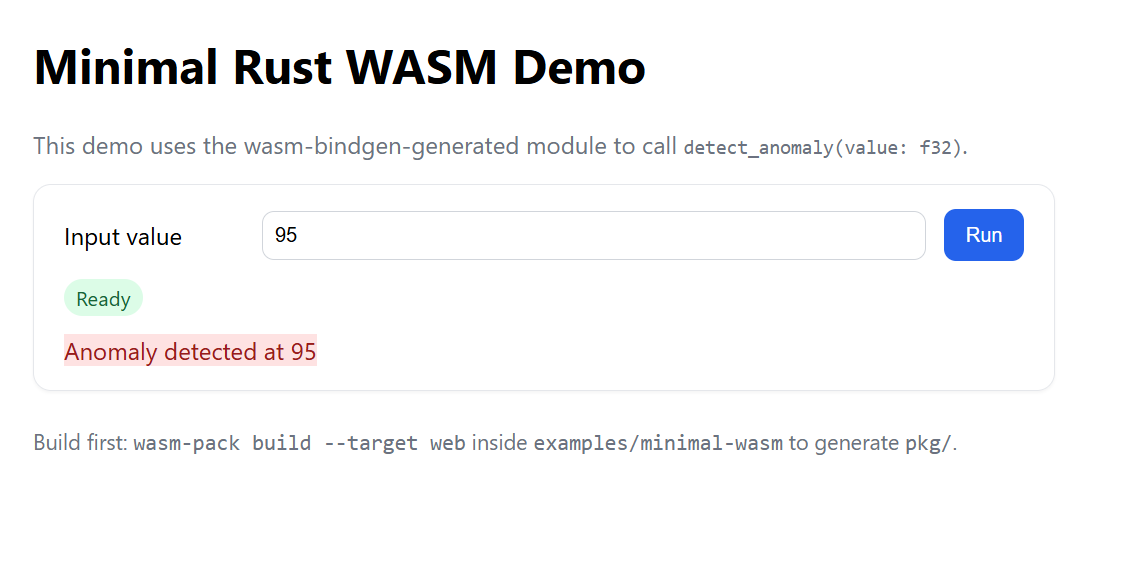 Minimal Rust WASM Demo
This demo uses the wasm-bindgen-generated module to call detect_anomaly(value: f32).
Input value 95 Run
Ready
Anomaly detected at 95
Build first: wasm-pack build --target web inside examples/minimal-wasm to generate pkg/.